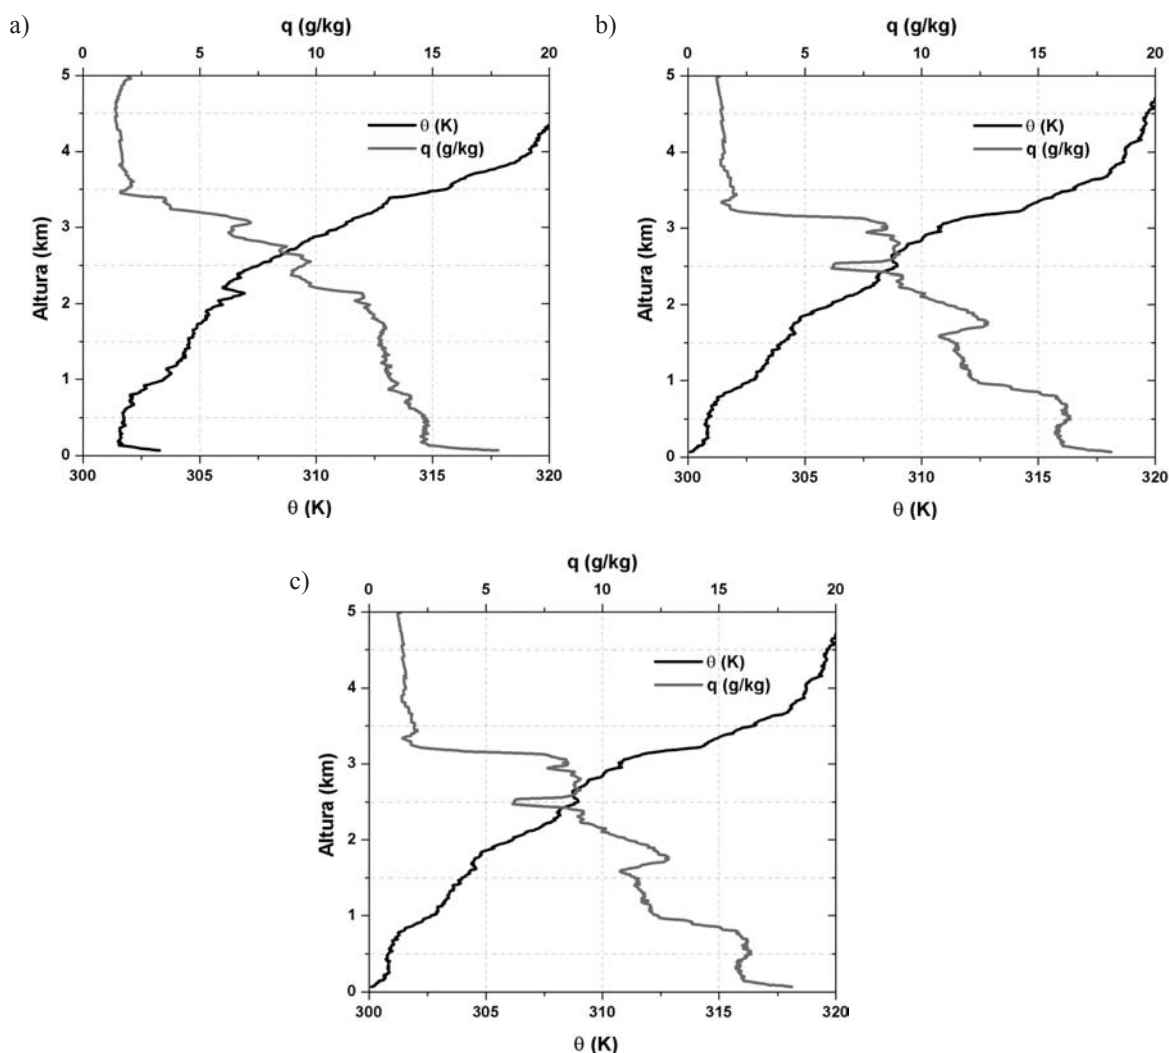 a)
q (g/kg)
0 5 10 15 20
5
4
3
2
1
0
Altura (km)
θ (K)
q (g/kg)
300 305 310 315 320
θ (K)
b)
q (g/kg)
0 5 10 15 20
5
4
3
2
1
0
Altura (km)
θ (K)
q (g/kg)
300 305 310 315 320
θ (K)
c)
q (g/kg)
0 5 10 15 20
5
4
3
2
1
0
Altura (km)
θ (K)
q (g/kg)
300 305 310 315 320
θ (K)